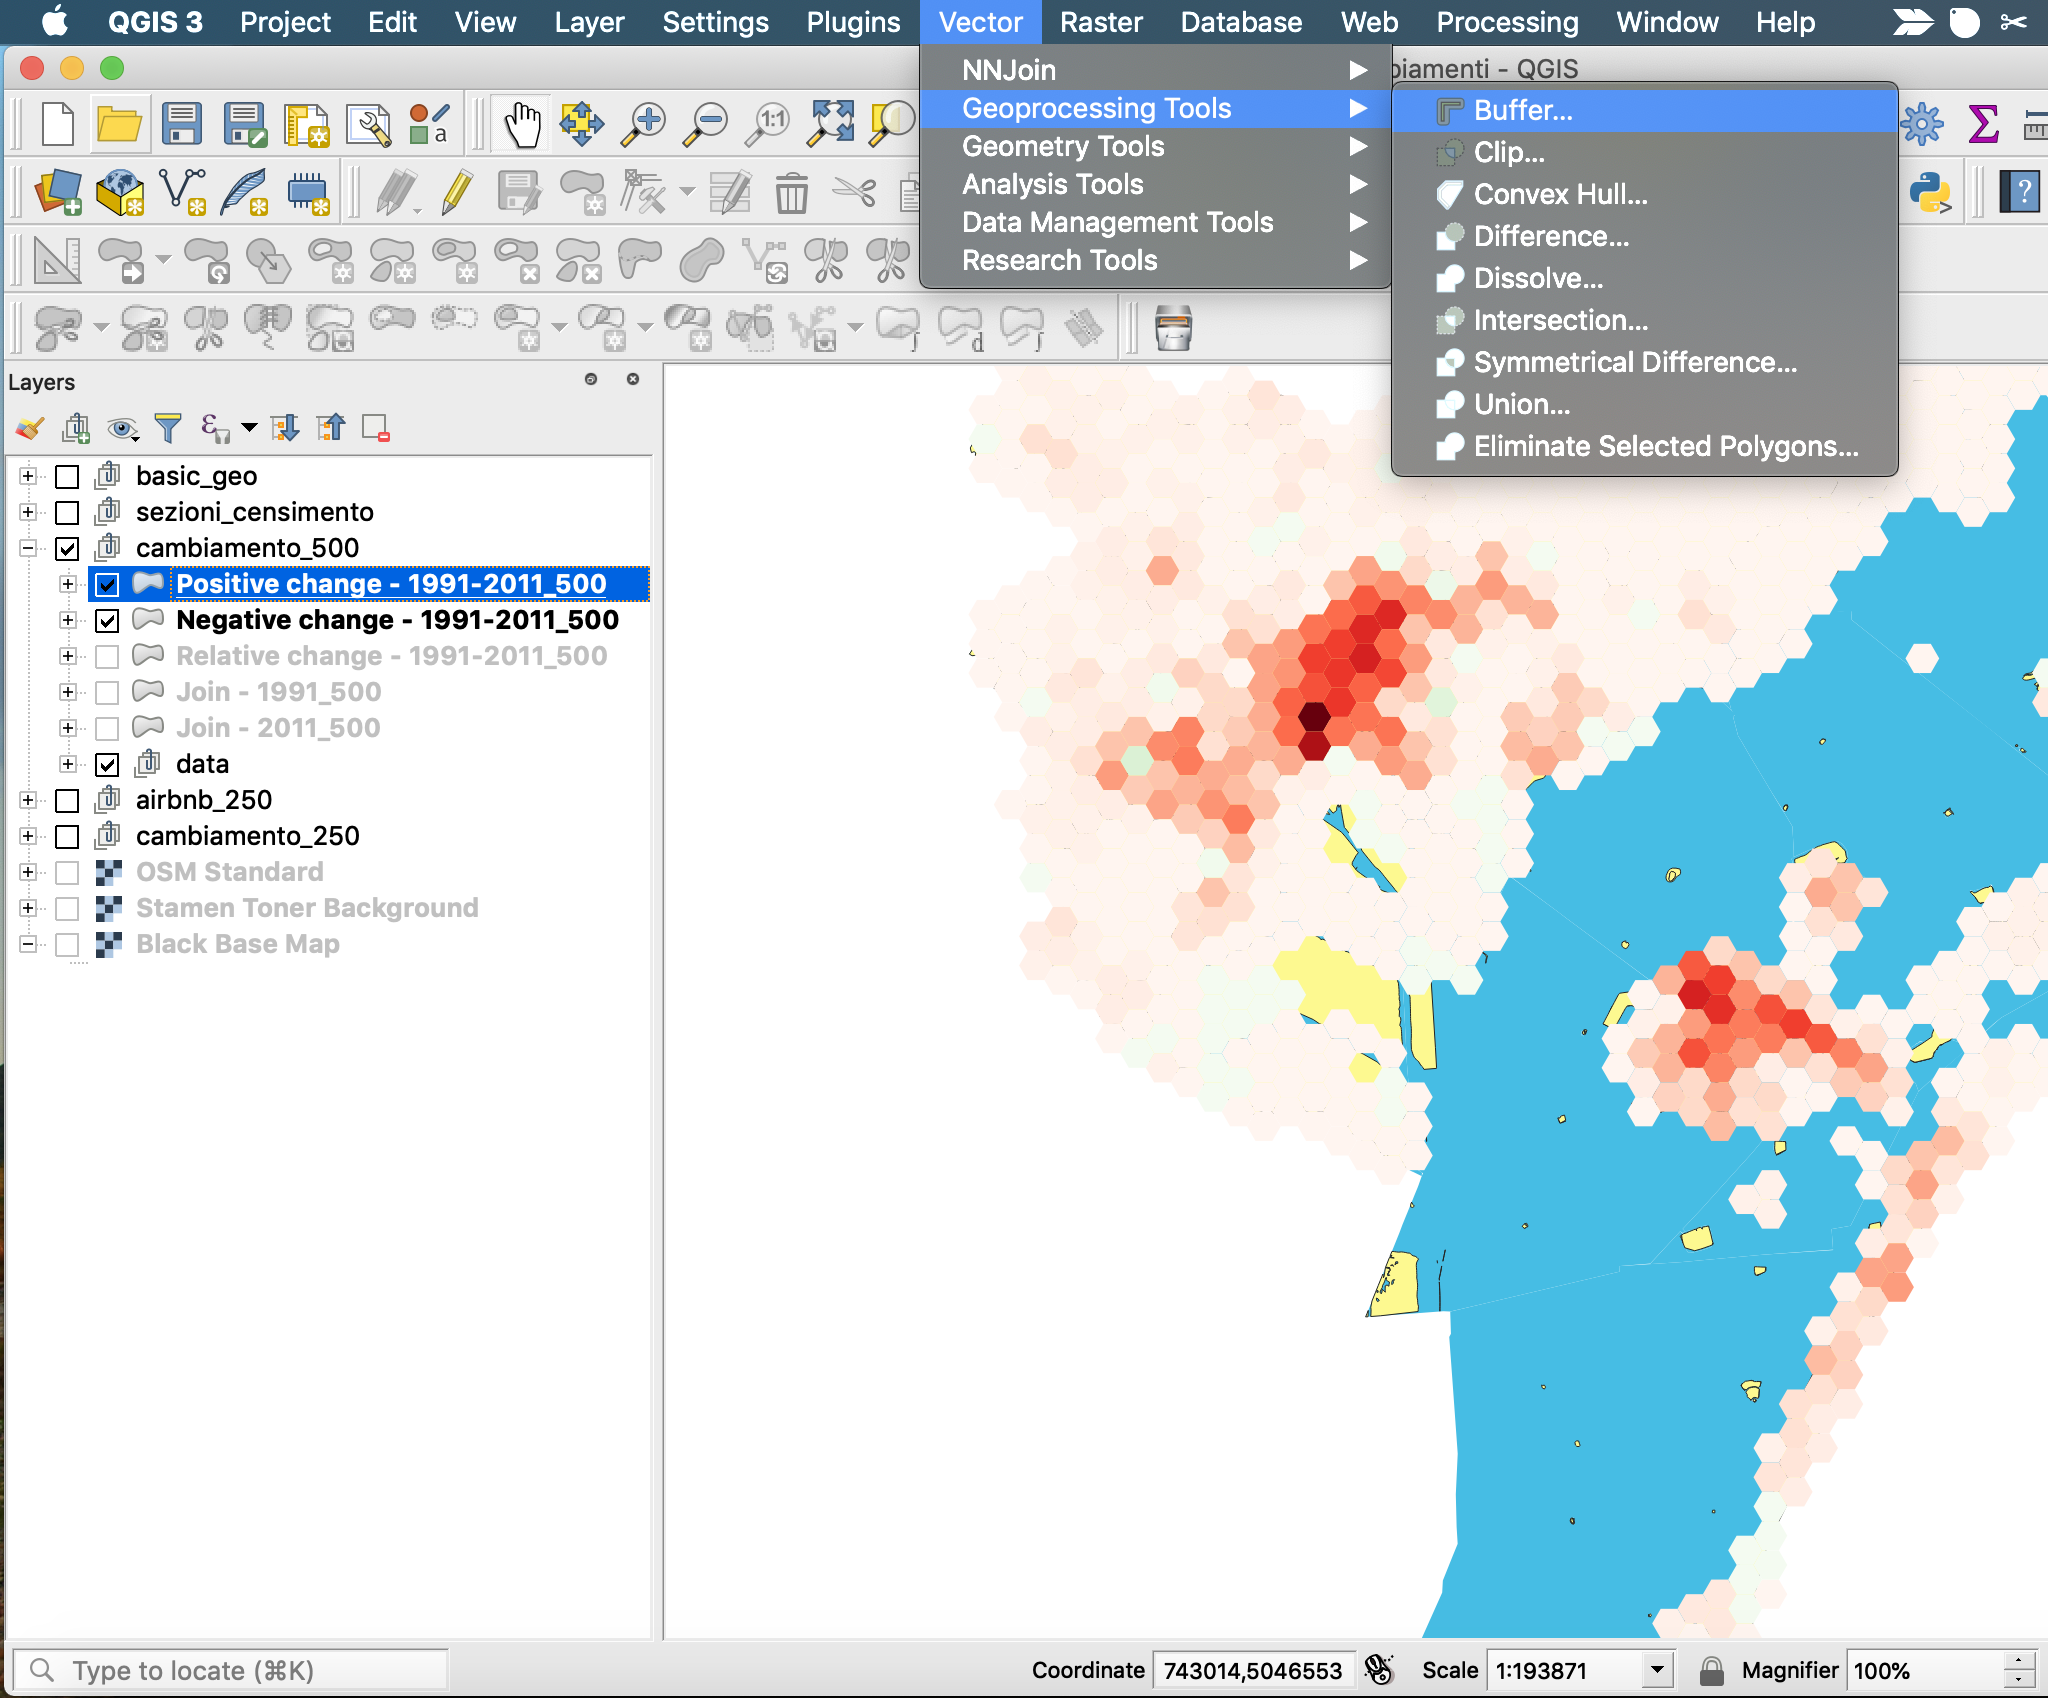 QGIS 3 Project Edit View Layer Settings Plugins Vector Raster Database Web Processing Window Help
biamenti - QGIS
NNJoin
Geoprocessing Tools
Geometry Tools
Analysis Tools
Data Management Tools
Research Tools
Buffer...
Clip...
Convex Hull...
Difference...
Dissolve...
Intersection...
Symmetrical Difference...
Union...
Eliminate Selected Polygons...
1:1
a
?
j
d
j
Layers
ε
basic_geo
sezioni_censimento
cambiamento_500
Positive change - 1991-2011_500
Negative change - 1991-2011_500
Relative change - 1991-2011_500
Join - 1991_500
Join - 2011_500
data
airbnb_250
cambiamento_250
OSM Standard
Stamen Toner Background
Black Base Map
Type to locate (⌘K) Coordinate 743014,5046553 Scale 1:193871 Magnifier 100%